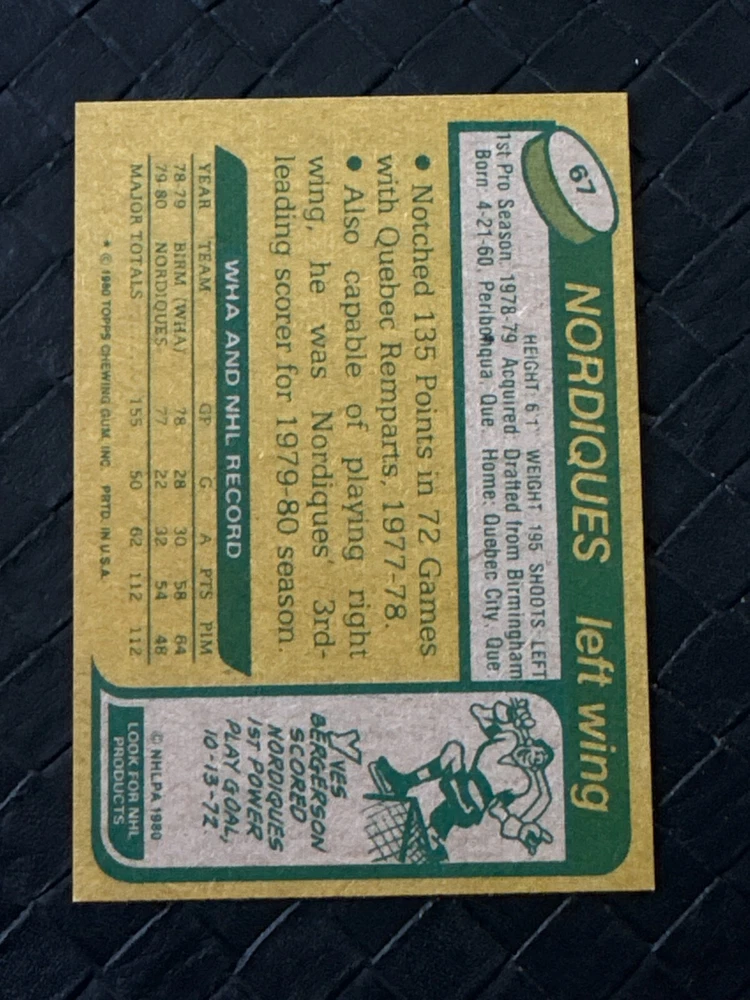 67
NORDIQUES left wing
HEIGHT 6'1" WEIGHT 195 SHOOTS LEFT
1st Pro Season. 1978-79 Acquired: Drafted from Birmingham
Born: 4-21-60, Peribonqua, Que. Home: Quebec City, Que
• Notched 135 Points in 72 Games
with Quebec Remparts, 1977-78.
• Also capable of playing right
wing, he was Nordiques' 3rd-
leading scorer for 1979-80 season.
WHA AND NHL RECORD
YEAR TEAM GP G A PTS PIM
78-79 BIRM (WHA) 78 28 30 58 64
79-80 NORDIQUES 77 22 32 54 48
MAJOR TOTALS ........ 155 50 62 112 112
* © 1980 TOPPS CHEWING GUM, INC. PRTD. IN U.S.A.
YVES
BERGERSON
SCORED
NORDIQUES
1ST POWER
PLAY GOAL,
10-13-72.
© NHLPA 1980
LOOK FOR NHL
PRODUCTS